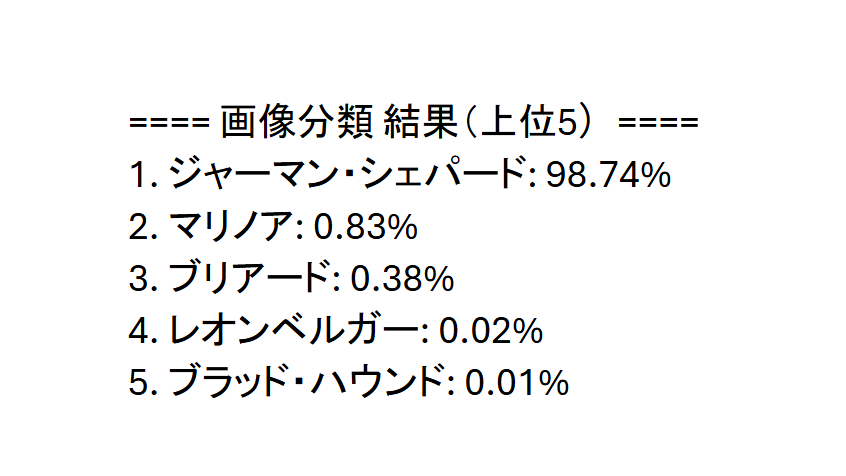 ==== 画像分類 結果（上位5） ====
1. ジャーマン・シェパード: 98.74%
2. マリノア: 0.83%
3. ブリアード: 0.38%
4. レオンベルガー: 0.02%
5. ブラッド・ハウンド: 0.01%